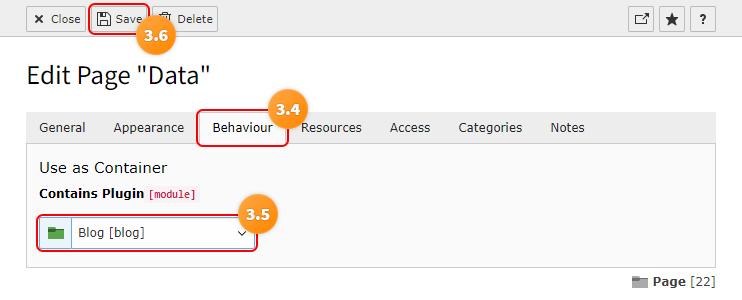 Close Save Delete ?
3.6
Edit Page "Data"
3.4
General Appearance Behaviour Resources Access Categories Notes
Use as Container
Contains Plugin [module]
3.5
Blog [blog]
Page [22]